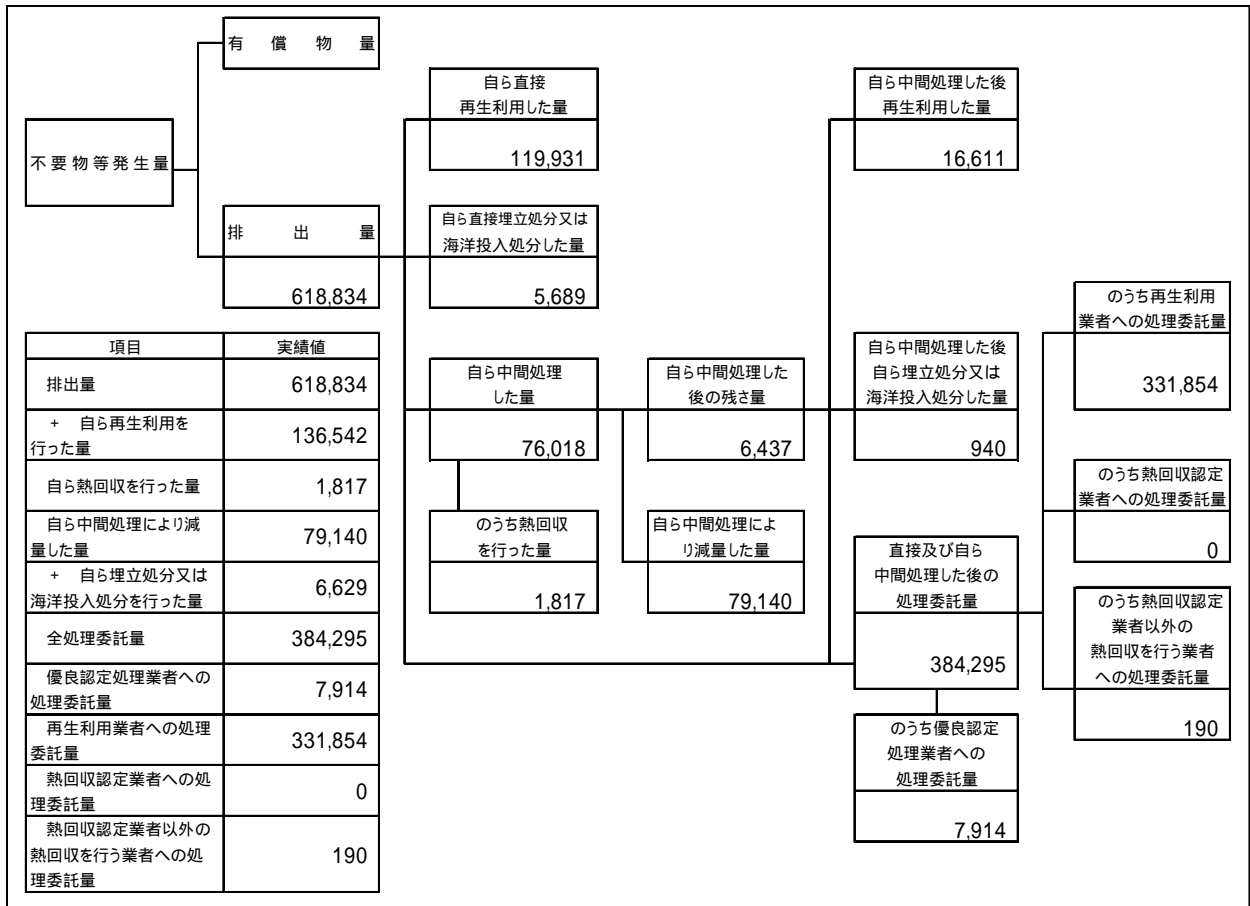 有償物量
不要物等発生量
排出量
618,834
自ら直接
再生利用した量
119,931
自ら直接埋立処分又は
海洋投入処分した量
5,689
自ら中間処理
した量
76,018
のうち熱回収
を行った量
1,817
自ら中間処理した
後の残さ量
6,437
自ら中間処理によ
り減量した量
79,140
自ら中間処理した後
再生利用した量
16,611
自ら中間処理した後
自ら埋立処分又は
海洋投入処分した量
940
直接及び自ら
中間処理した後の
処理委託量
384,295
のうち優良認定
処理業者への
処理委託量
7,914
のうち再生利用
業者への処理委託量
331,854
のうち熱回収認定
業者への処理委託量
0
のうち熱回収認定
業者以外の
熱回収を行う業者
への処理委託量
190
項目 実績値
排出量 618,834
+ 自ら再生利用を
行った量 136,542
自ら熱回収を行った量 1,817
自ら中間処理により減
量した量 79,140
+ 自ら埋立処分又は
海洋投入処分を行った量 6,629
全処理委託量 384,295
優良認定処理業者への
処理委託量 7,914
再生利用業者への処理
委託量 331,854
熱回収認定業者への処
理委託量 0
熱回収認定業者以外の
熱回収を行う業者への処
理委託量 190